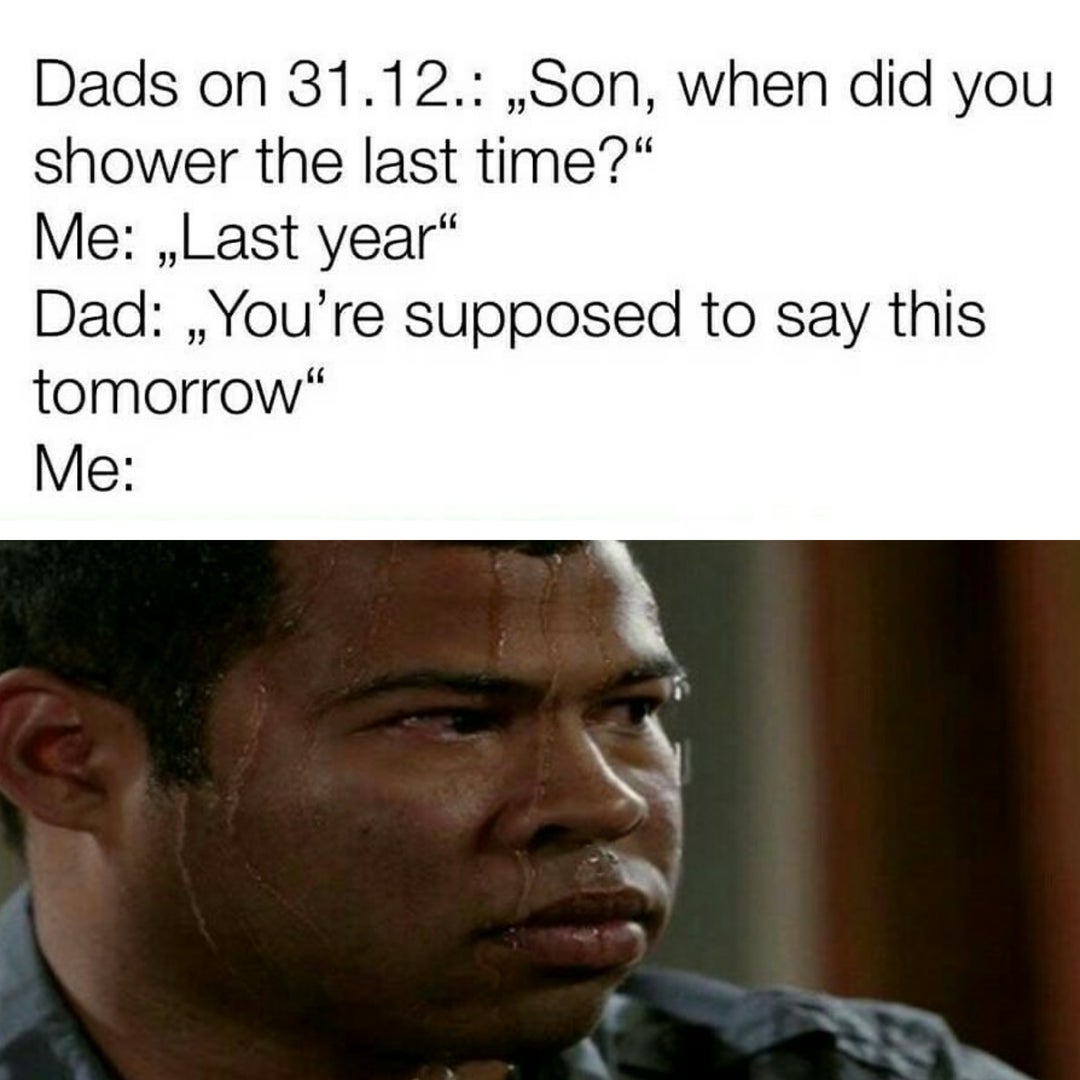 Dads on 31.12.: „Son, when did you
shower the last time?“
Me: „Last year“
Dad: „You’re supposed to say this
tomorrow“
Me: